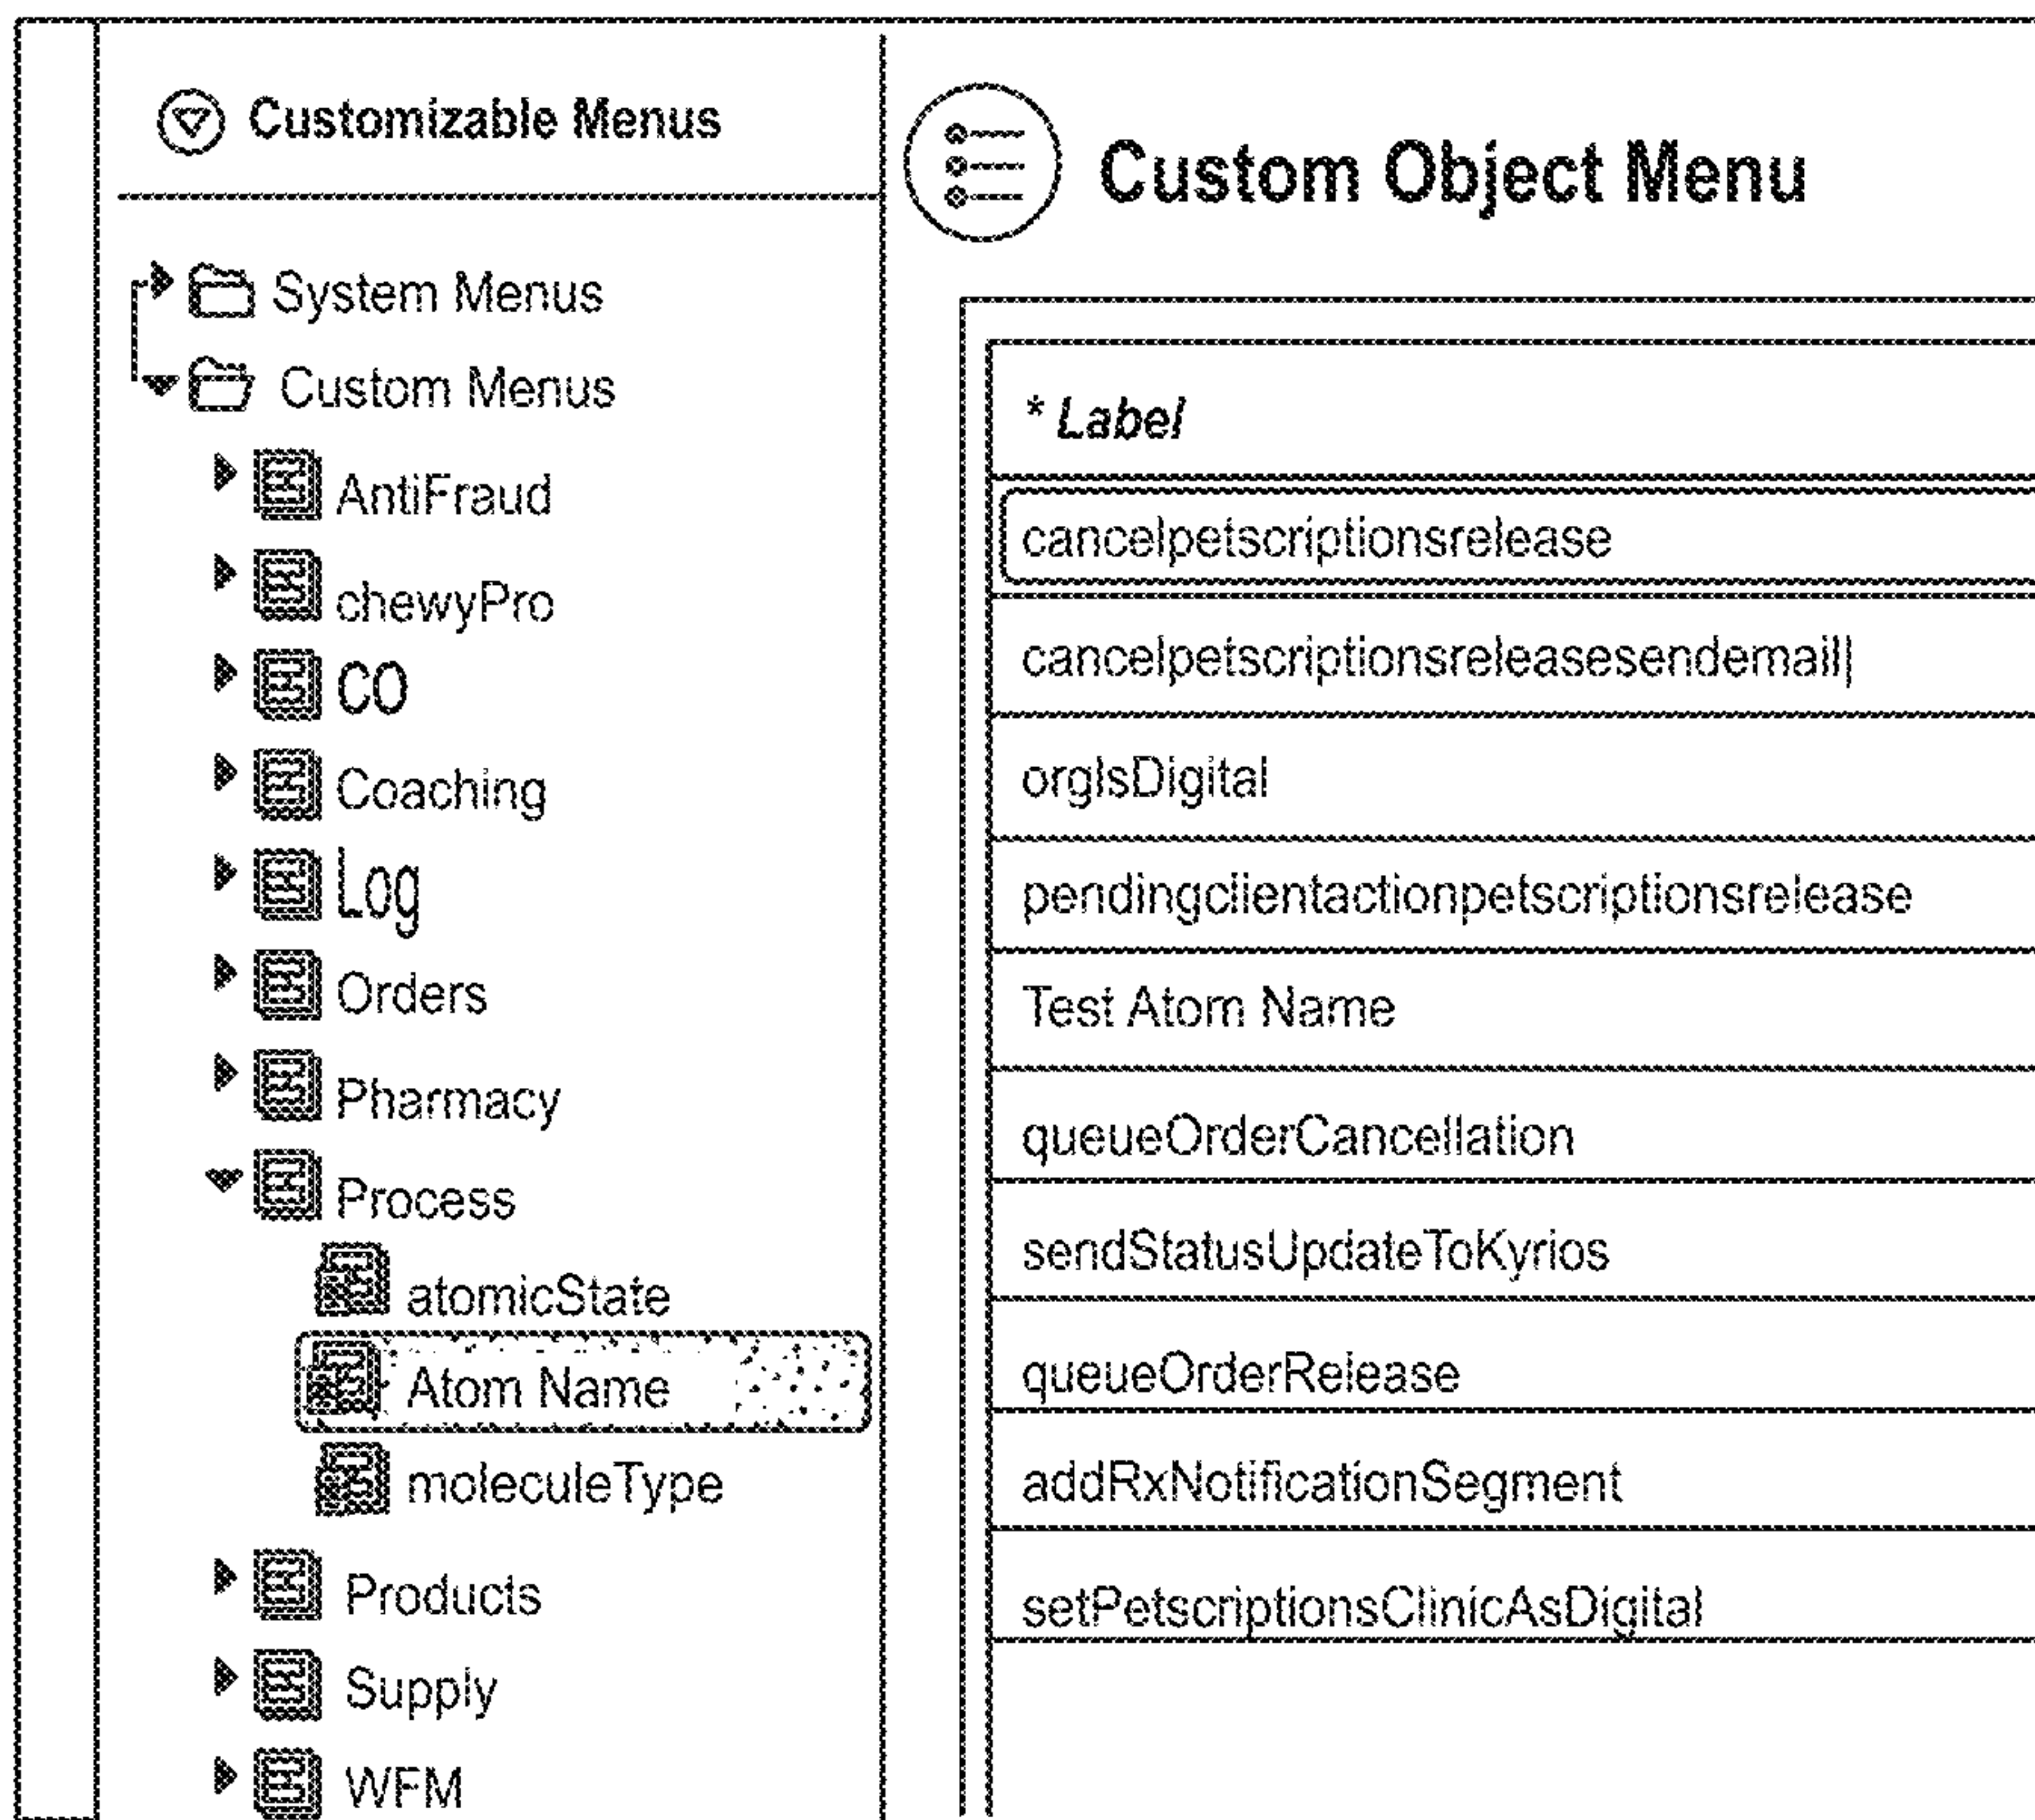 Customizable Menus
System Menus
Custom Menus
AntiFraud
chewyPro
CO
Coaching
Log
Orders
Pharmacy
Process
atomicState
Atom Name
moleculeType
Products
Supply
WFM
Custom Object Menu
* Label
cancelpetscriptionsrelease
cancelpetscriptionsreleasesendemail|
orgIsDigital
pendingclientactionpetscriptionsrelease
Test Atom Name
queueOrderCancellation
sendStatusUpdateToKyrios
queueOrderRelease
addRxNotificationSegment
setPetscriptionsClinicAsDigital